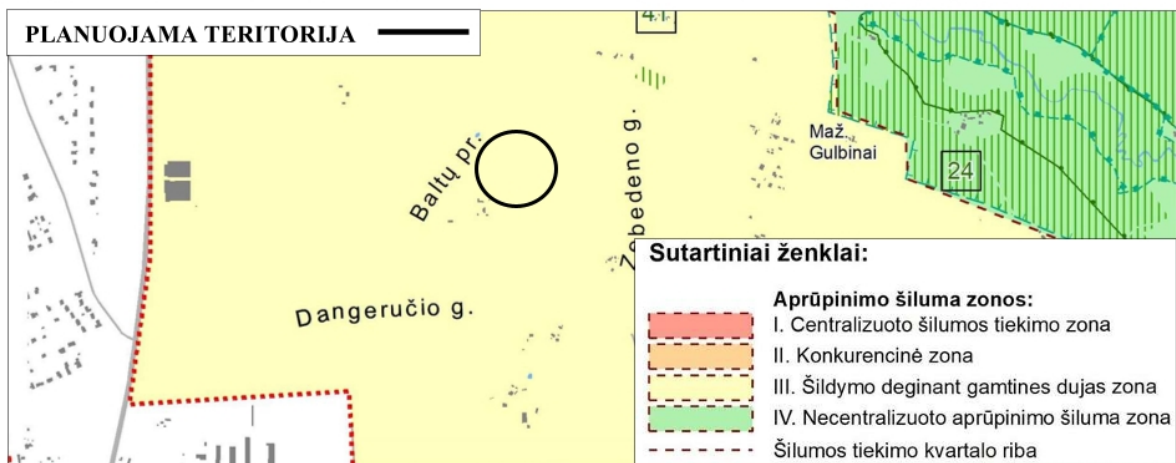 PLANUOJAMA TERITORIJA
41
Baltų pr.
Zobedeno g.
Maž.
Gulbinai
24
Dangeručio g.
Sutartiniai ženklai:
Aprūpinimo šiluma zonos:
I. Centralizuoto šilumos tiekimo zona
II. Konkurencinė zona
III. Šildymo deginant gamtines dujas zona
IV. Necentralizuoto aprūpinimo šiluma zona
Šilumos tiekimo kvartalo riba